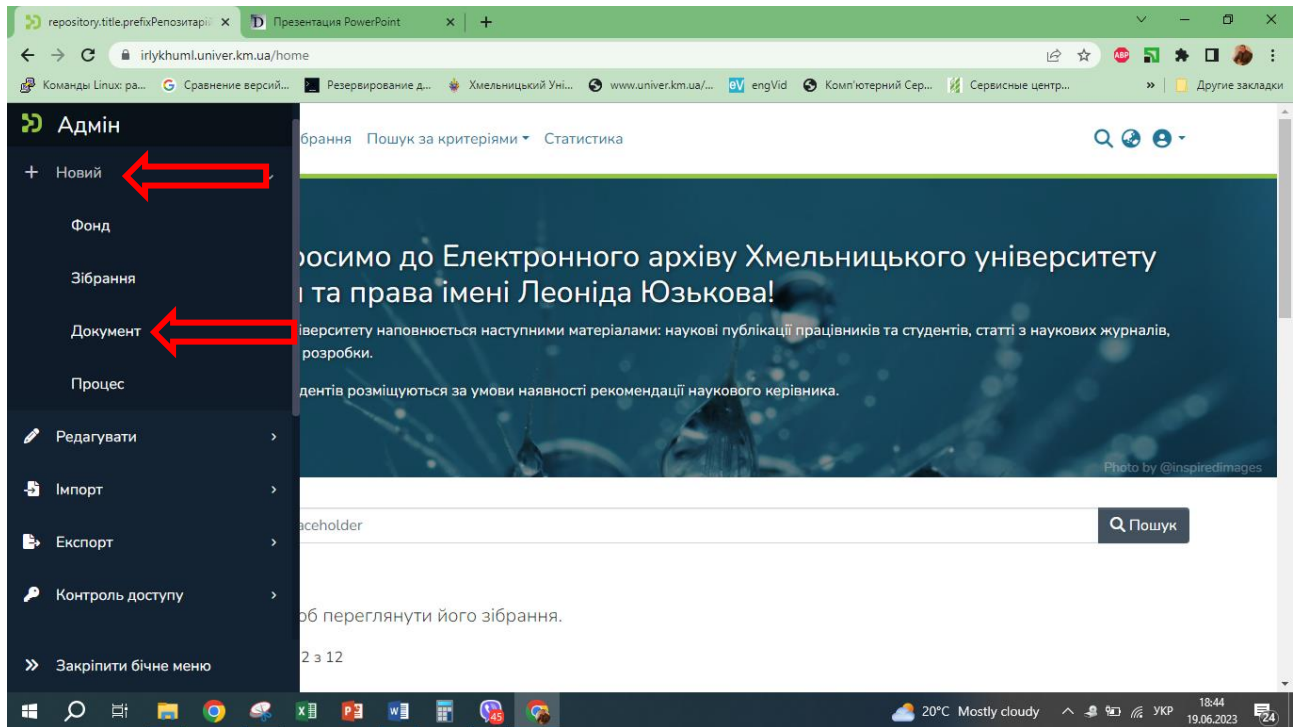 repository.title.prefixРепозитарі
Презентация PowerPoint
irlykhuml.univer.km.ua/home
ABP
Команды Linux: ра...
Сравнение версий...
Резервирование д...
Хмельницький Уні...
www.univer.km.ua/...
eV engVid
Комп'ютерний Сер...
Сервисные центр...
Другие закладки
Адмін
брання Пошук за критеріями Статистика
Новий
Фонд
Зібрання
Документ
Процес
Редагувати
Імпорт
Експорт
Контроль доступу
Закріпити бічне меню
росимо до Електронного архіву Хмельницького університету
та права імені Леоніда Юзькова!
іверситету наповнюється наступними матеріалами: наукові публікації працівників та студентів, статті з наукових журналів,
розробки.
дентів розміщуються за умови наявності рекомендації наукового керівника.
Photo by @inspiredimages
aceholder
Пошук
об переглянути його зібрання.
2 з 12
20°C Mostly cloudy
УКР
18:44
19.06.2023
24